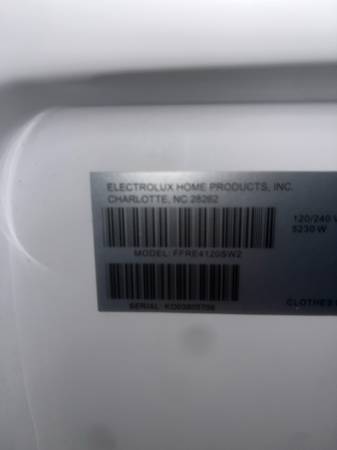 ELECTROLUX HOME PRODUCTS, INC.
CHARLOTTE, NC 28262
120/240 V
5230 W
MODEL: FFRE4120SW2
SERIAL:
CLOTHES